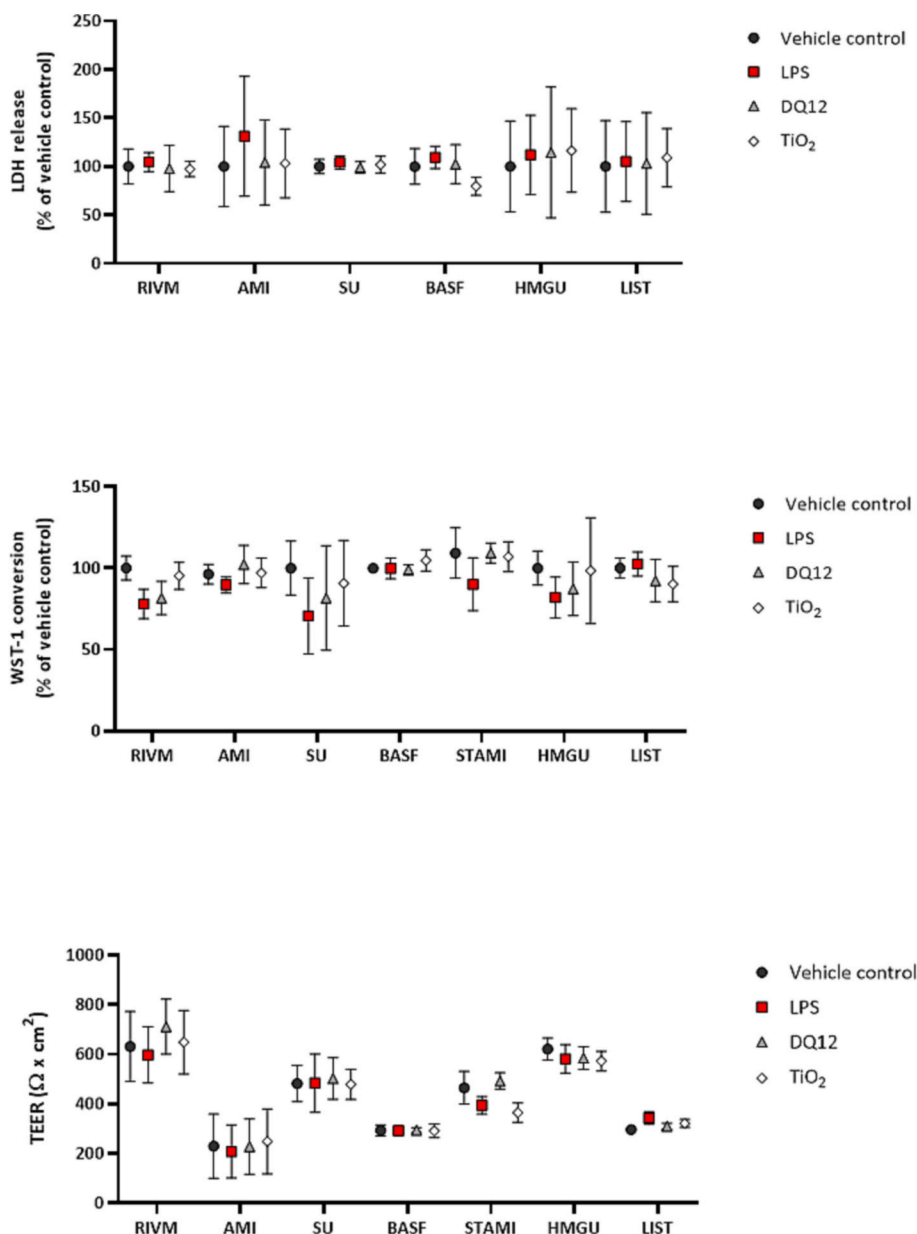 LDH release
(% of vehicle control)
250
200
150
100
50
0
RIVM AMI SU BASF HMGU LIST
Vehicle control
LPS
DQ12
TiO₂
WST-1 conversion
(% of vehicle control)
150
100
50
0
RIVM AMI SU BASF STAMI HMGU LIST
Vehicle control
LPS
DQ12
TiO₂
TEER (Ω x cm²)
1000
800
600
400
200
0
RIVM AMI SU BASF STAMI HMGU LIST
Vehicle control
LPS
DQ12
TiO₂